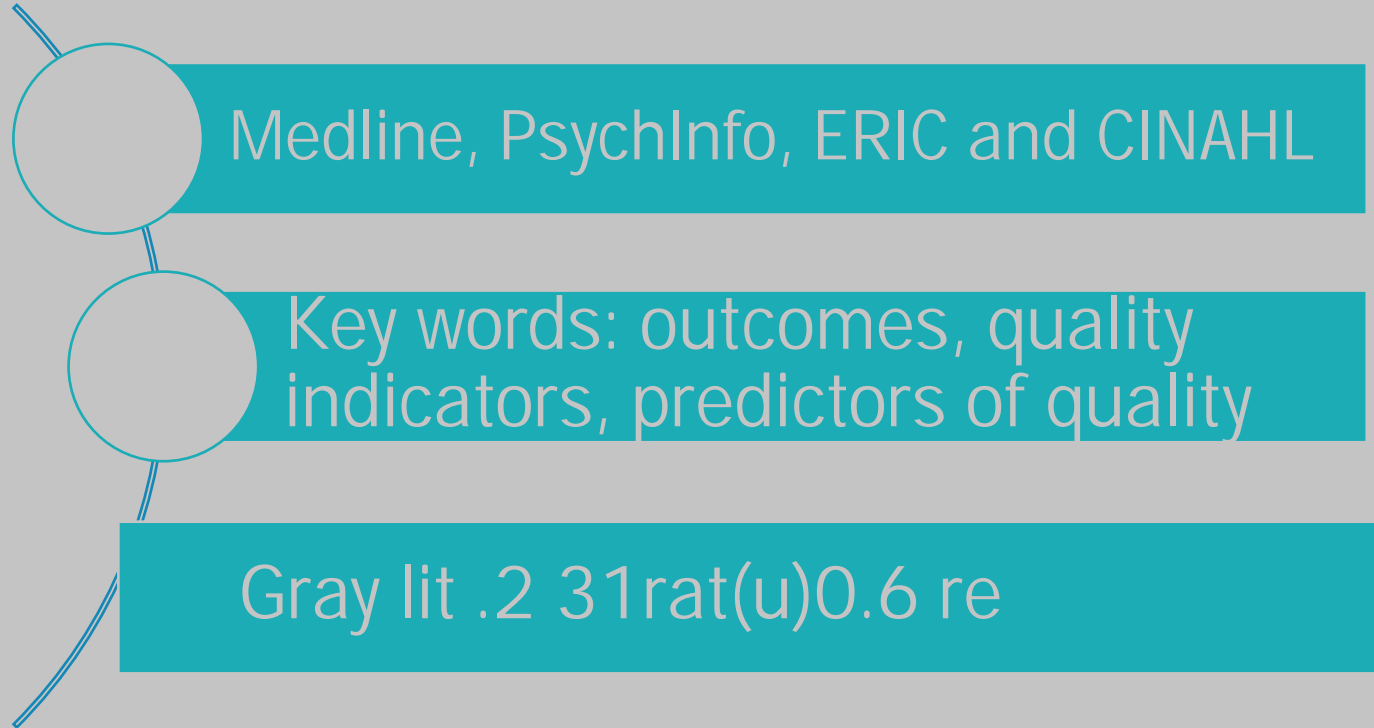 Medline, PsychInfo, ERIC and CINAHL
Key words: outcomes, quality
indicators, predictors of quality
Gray lit .2 31rat(u)0.6 re